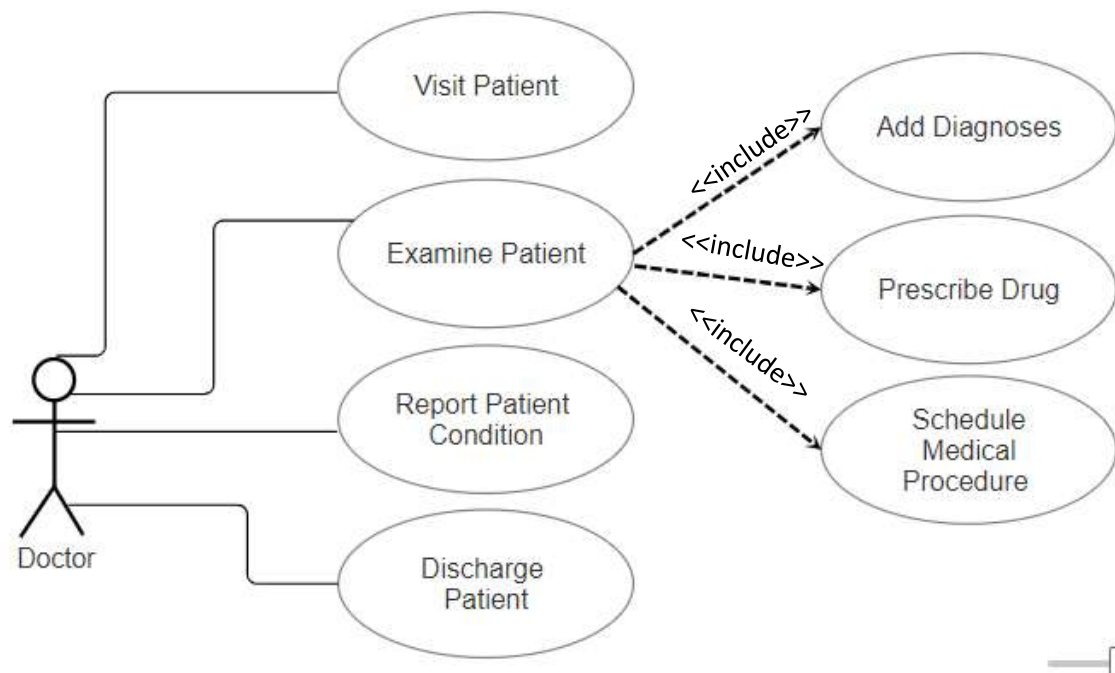 Visit Patient
<<include>>
Add Diagnoses
Examine Patient
<<include>>
Prescribe Drug
<<include>>
Report Patient
Condition
Schedule
Medical
Procedure
Doctor
Discharge
Patient